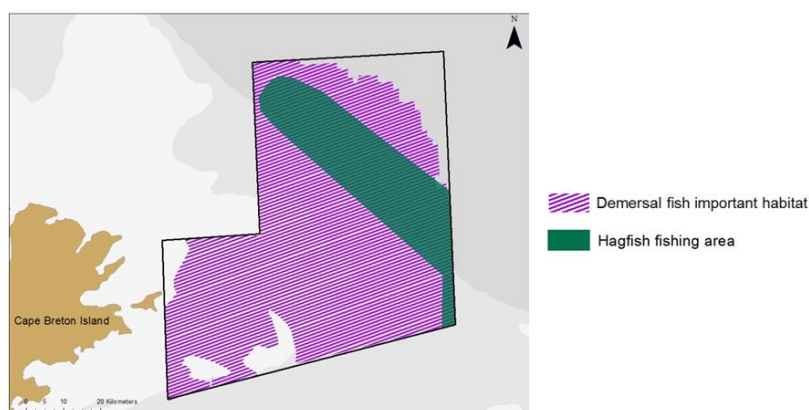 N
Demersal fish important habitat
Hagfish fishing area
Cape Breton Island
0 5 10 20 Kilometers